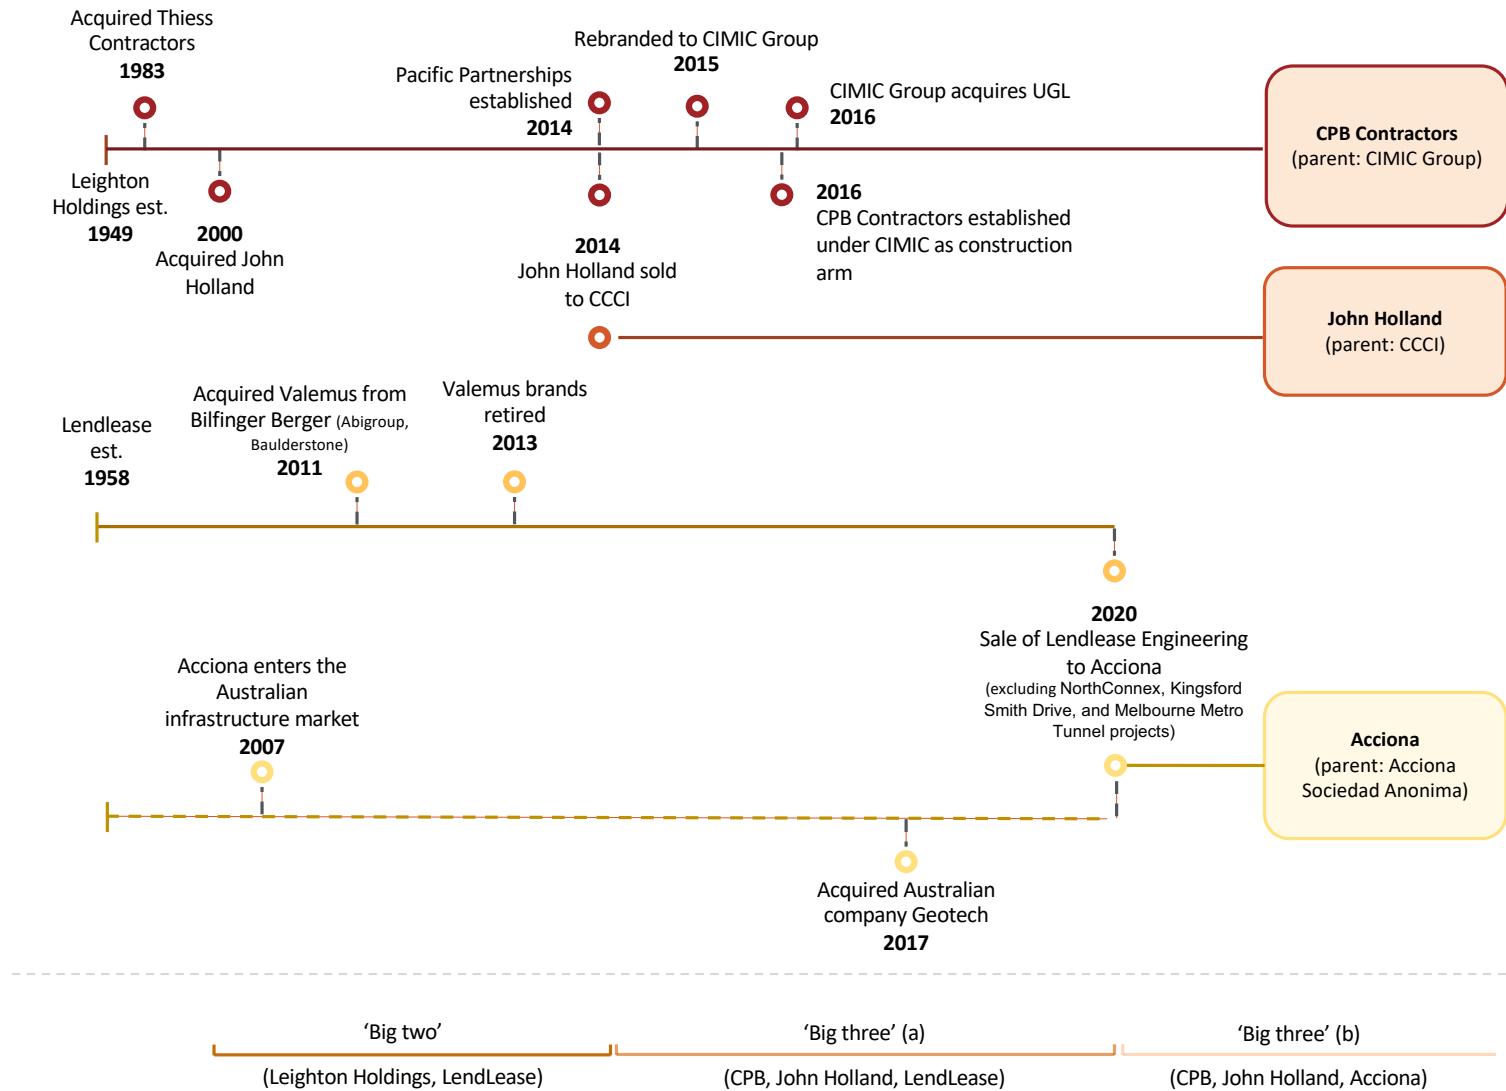 Acquired Thiess
Contractors
1983
Pacific Partnerships
established
2014
Rebranded to CIMIC Group
2015
CIMIC Group acquires UGL
2016
CPB Contractors
(parent: CIMIC Group)
Leighton
Holdings est.
1949
2000
Acquired John
Holland
2014
John Holland sold
to CCCI
2016
CPB Contractors established
under CIMIC as construction
arm
John Holland
(parent: CCCI)
Lendlease
est.
1958
Acquired Valemus from
Bilfinger Berger (Abigroup,
Baulderstone)
2011
Valemus brands
retired
2013
2020
Sale of Lendlease Engineering
to Acciona
(excluding NorthConnex, Kingsford
Smith Drive, and Melbourne Metro
Tunnel projects)
Acciona enters the
Australian
infrastructure market
2007
Acciona
(parent: Acciona
Sociedad Anonima)
Acquired Australian
company Geotech
2017
‘Big two’
(Leighton Holdings, LendLease)
‘Big three’ (a)
(CPB, John Holland, LendLease)
‘Big three’ (b)
(CPB, John Holland, Acciona)